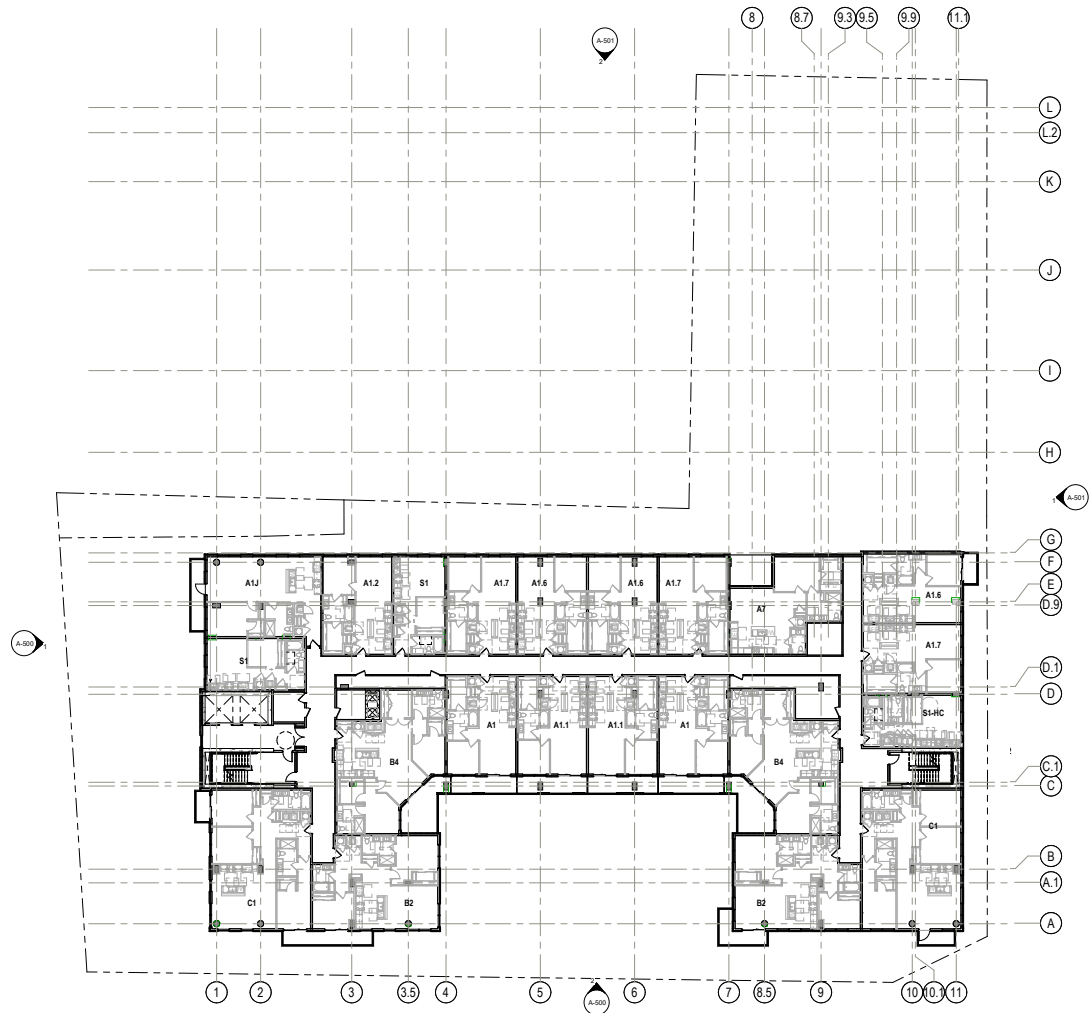 8 8.7 9.3 9.5 9.9 11.1
A-501
2
L
L.2
K
J
I
H
A-501
1
G
F
E
D.9
A1.J A1.2 S1 A1.7 A1.6 A1.6 A1.7 A7 A1.6
A-500
1
S1 A1.7
D.1
D
S1-HC
A1 A1.1 A1.1 A1
B4 B4
C.1
C
C1
B
A.1
C1 B2 B2
A
1 2 3 3.5 4 5 6 7 8.5 9 10 10.1 11
2
A-500